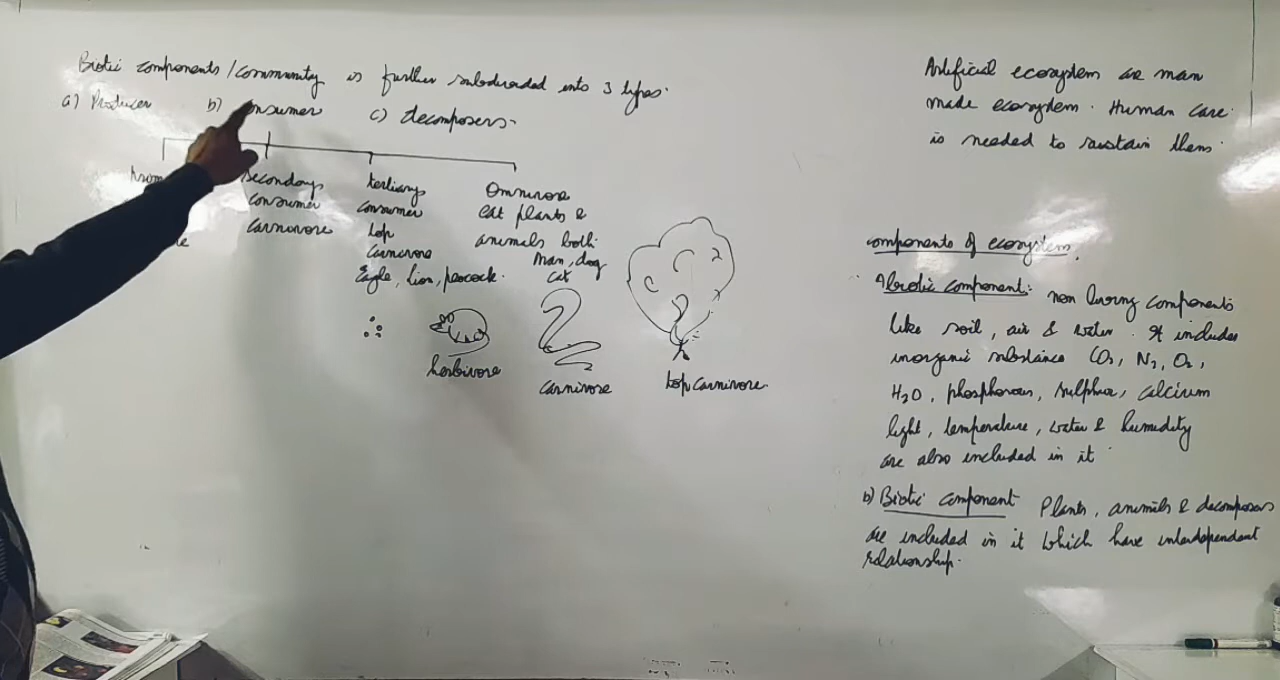 Biotic components/community is further subdivided into 3 types.
a) Producer b) Consumer c) decomposers.
secondary
consumer
carnovore
tertiary
consumer
top
carnivore
Eagle, lion, peacock.
Omnivore
eat plants &
animals both.
man, dog
cat
herbivore
carnivore
top carnivore.
Artificial ecosystem are man
made ecosystem. Human care
is needed to sustain them.
components of ecosystem.
Abiotic component: non living components
like soil, air & water. It includes
inorganic substance CO2, N2, O2,
H2O, phosphorous, sulphur, calcium
light, temperature, water & humidity
are also included in it
b) Biotic component Plants, animals & decomposers
are included in it which have interdependent
relationship.